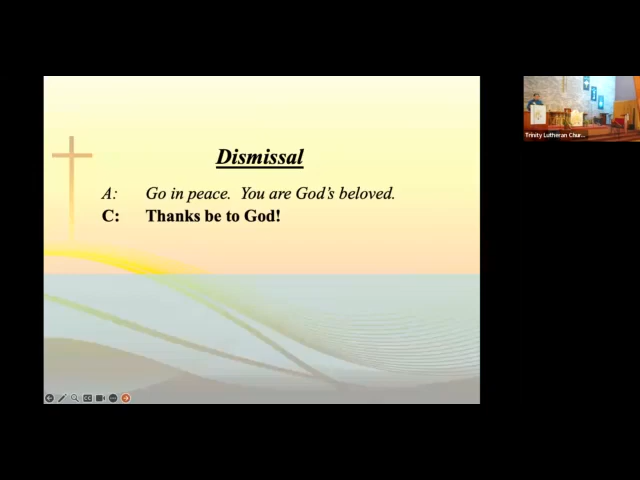 Dismissal
A: Go in peace. You are God's beloved.
C: Thanks be to God!
Trinity Lutheran Chur...